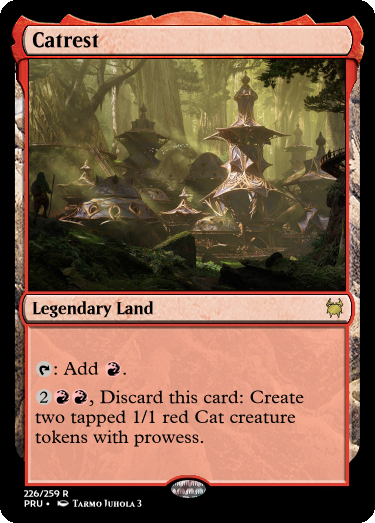 Catrest
Legendary Land
: Add .
2 , Discard this card: Create
two tapped 1/1 red Cat creature
tokens with prowess.
226/259 R
PRU • Tarmo Juhola 3